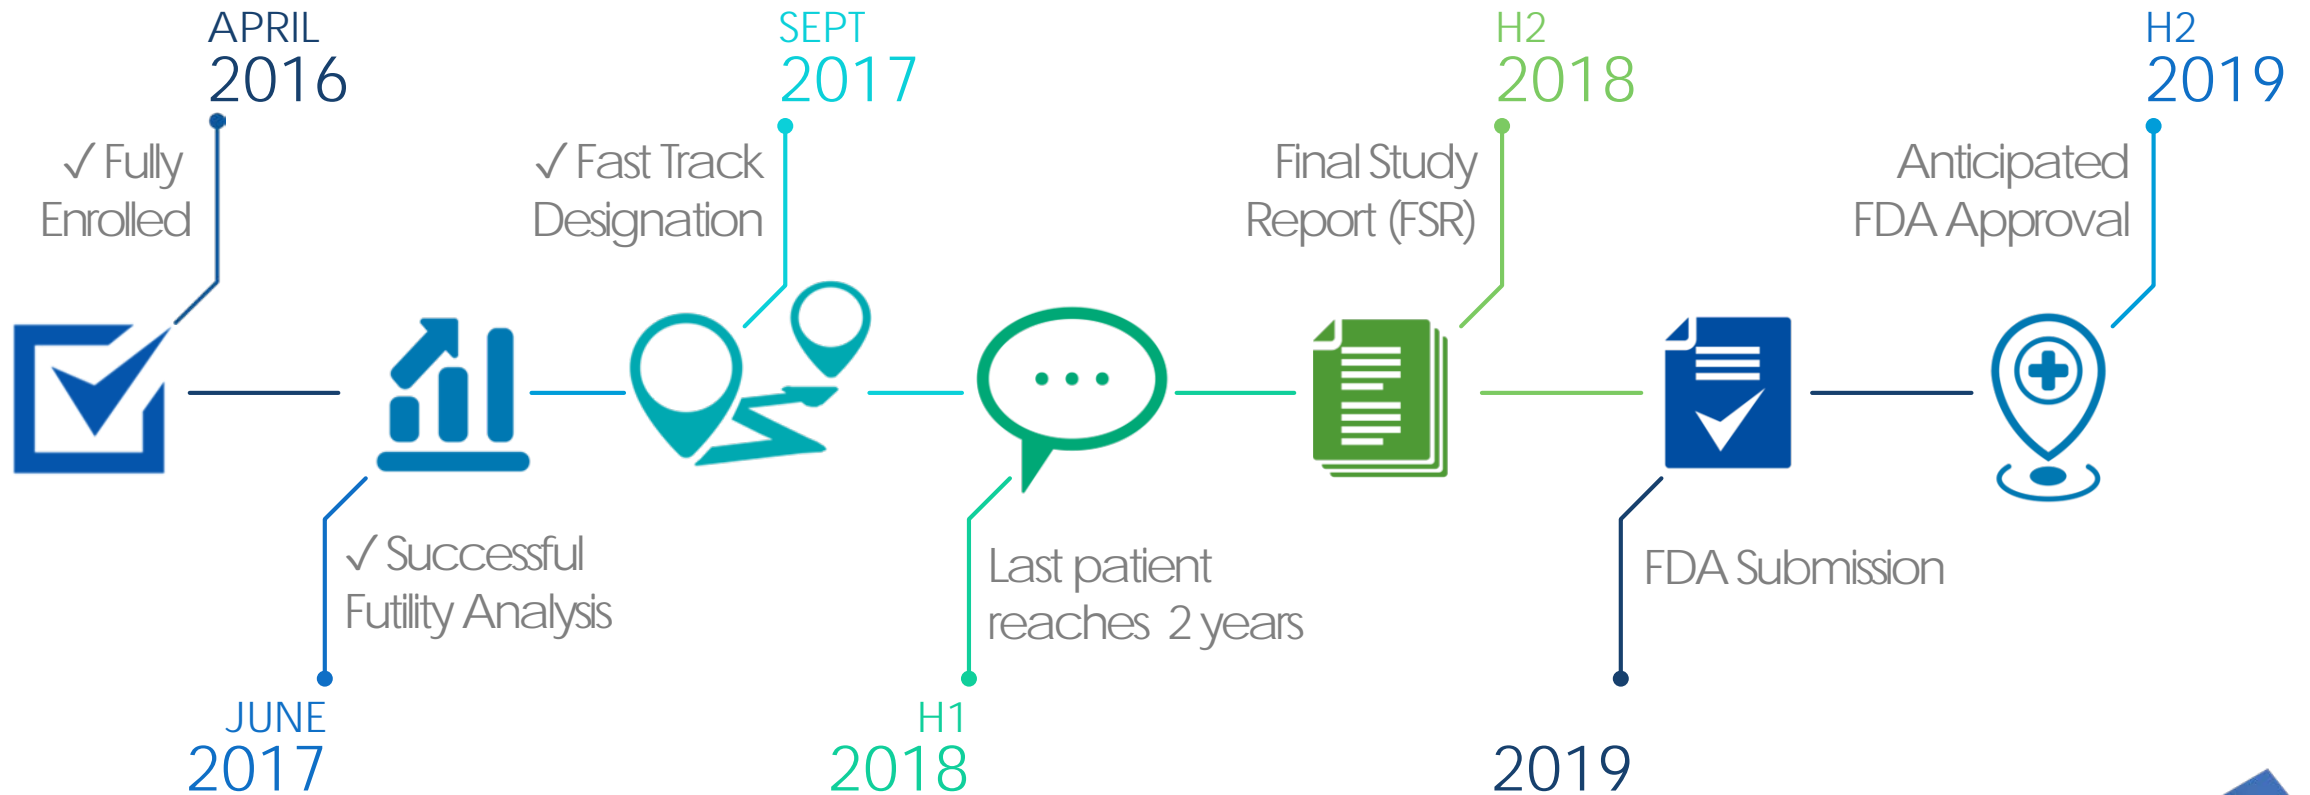 APRIL
2016
✓ Fully
Enrolled
JUNE
2017
✓ Successful
Futility Analysis
SEPT
2017
✓ Fast Track
Designation
H1
2018
Last patient
reaches 2 years
H2
2018
Final Study
Report (FSR)
2019
FDA Submission
H2
2019
Anticipated
FDA Approval